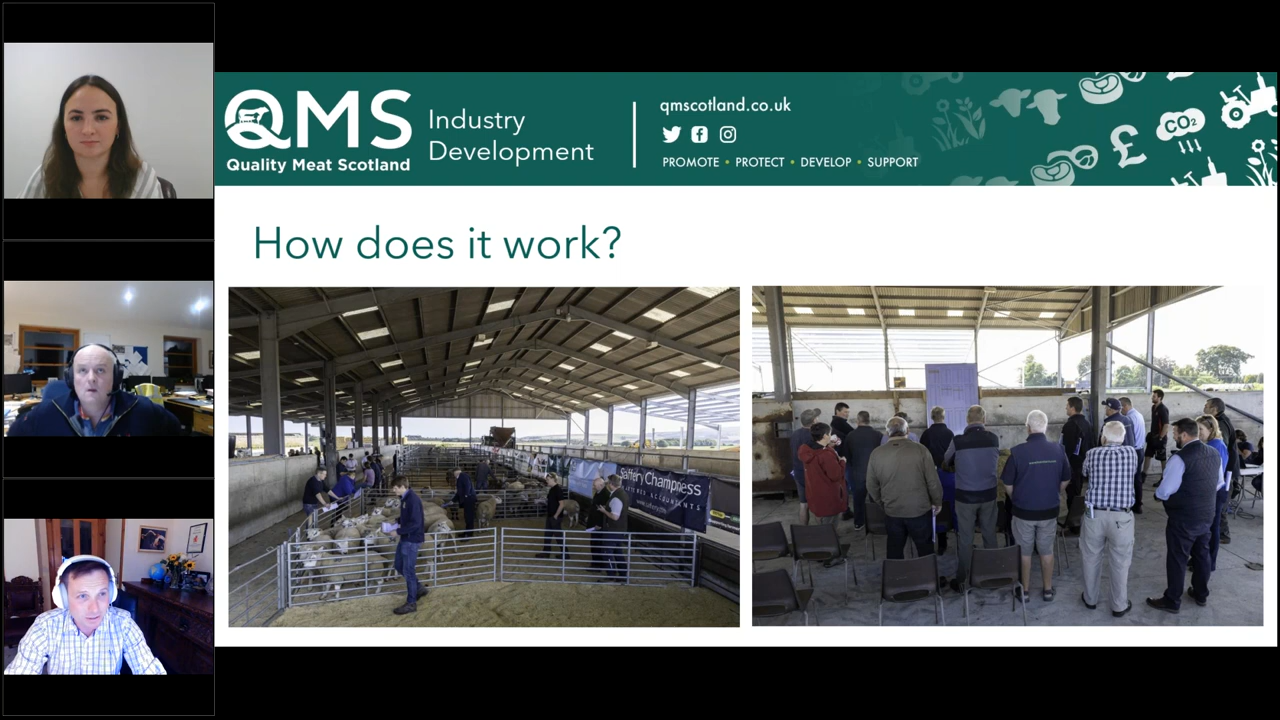 QMS
Quality Meat Scotland
Industry
Development
qmscotland.co.uk
PROMOTE • PROTECT • DEVELOP • SUPPORT
£
CO2
How does it work?
Saffery Champness